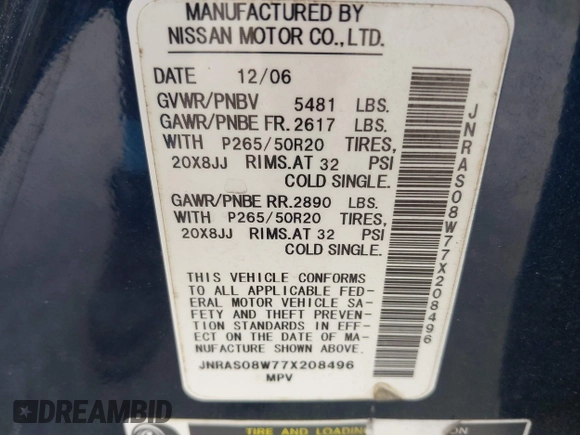 MANUFACTURED BY
NISSAN MOTOR CO., LTD.
DATE 12/06
GVWR/PNBV 5481 LBS.
GAWR/PNBE FR. 2617 LBS.
WITH P265/50R20 TIRES,
20X8JJ RIMS. AT 32 PSI
COLD SINGLE.
GAWR/PNBE RR. 2890 LBS.
WITH P265/50R20 TIRES,
20X8JJ RIMS. AT 32 PSI
COLD SINGLE.
THIS VEHICLE CONFORMS
TO ALL APPLICABLE FED-
ERAL MOTOR VEHICLE SA-
FETY AND THEFT PREVEN-
TION STANDARDS IN EFF-
ECT ON THE DATE OF MA-
NUFACTURE SHOWN ABOVE.
JNRAS08W77X208496
MPV
JNRAS08W77X208496
TIRE AND LOADING
DREAMBID